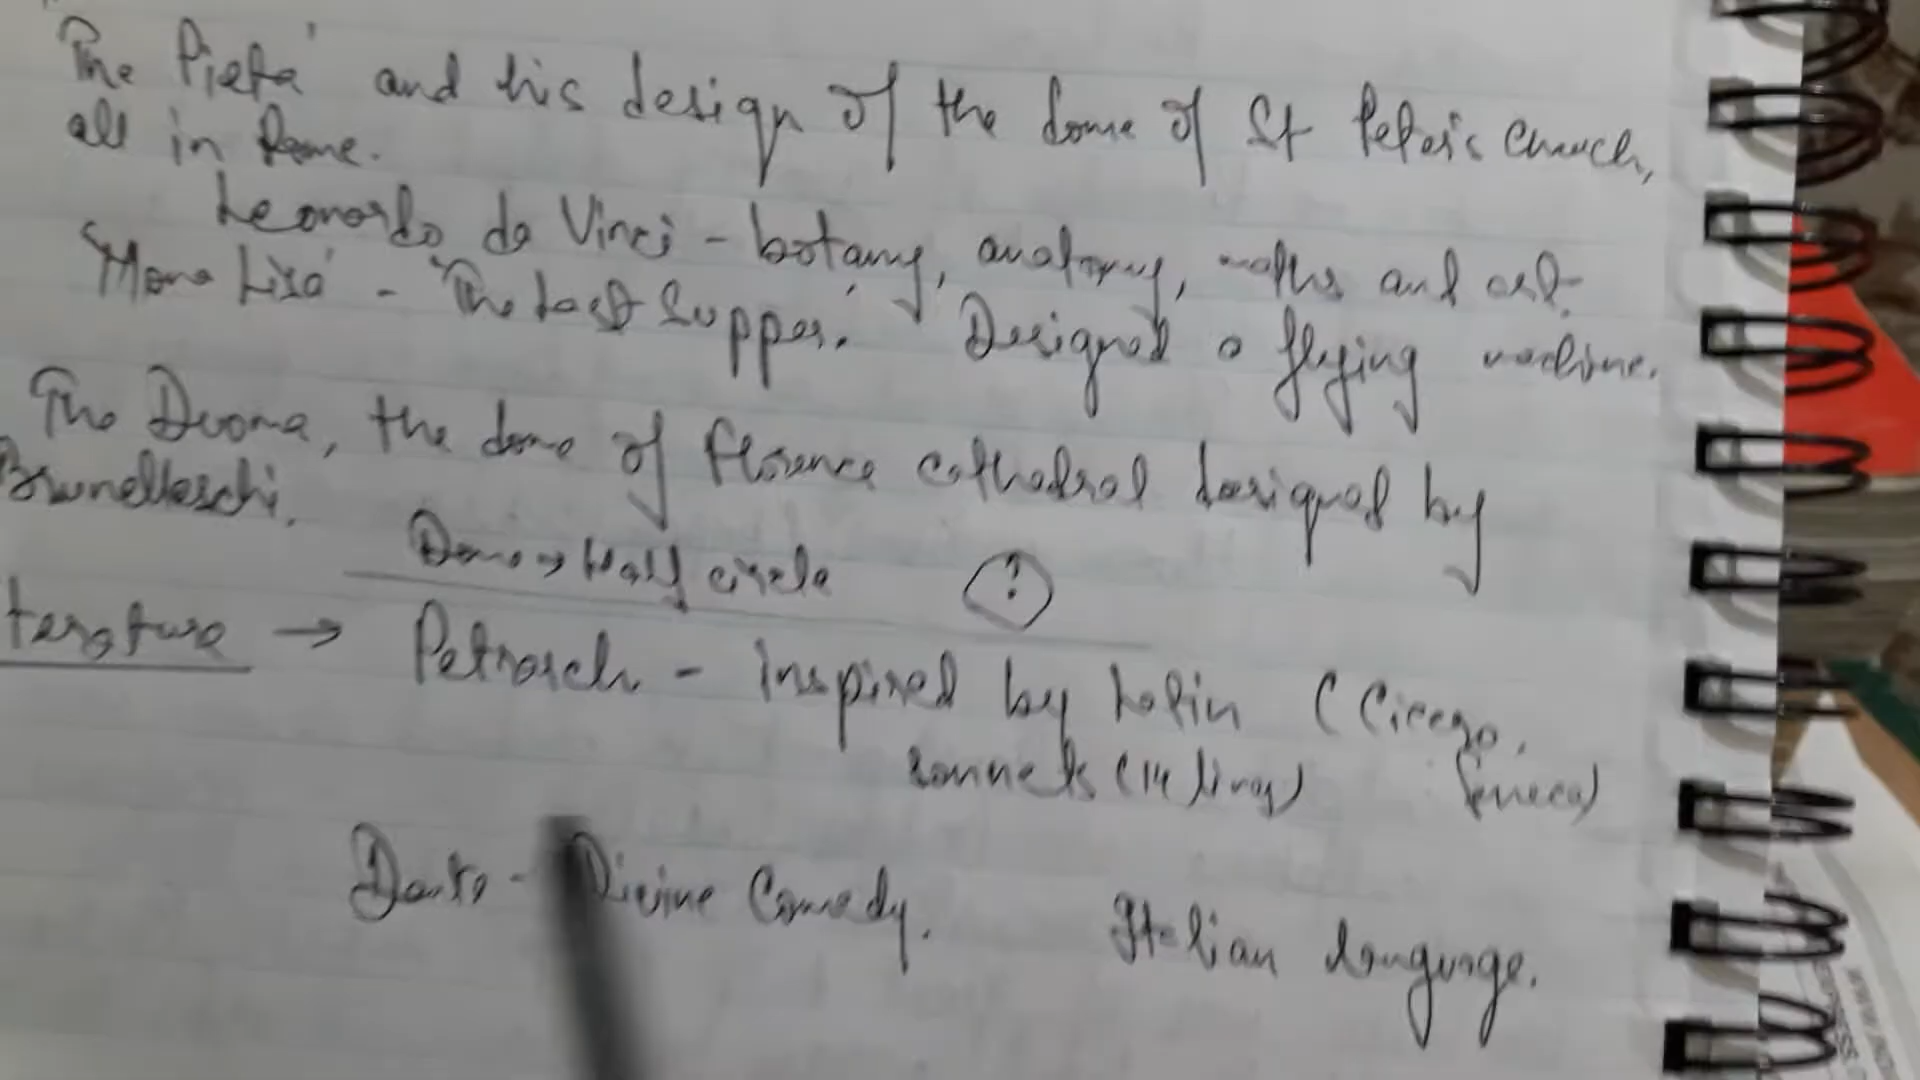 The Pieta' and his design of the dome of St Peter's Church,
all in Rome.
Leonardo da Vinci - botany, anatomy, maths and art.
'Mona Lisa' - 'The Last Supper.' Designed a flying machine.
The Duoma, the dome of Florence cathedral designed by
Brunelleschi.
Dome → Half circle ?
terature → Petrarch - inspired by Latin (Cicero,
sonnets (14 lines) Seneca)
Dante - Divine Comedy. Italian language.